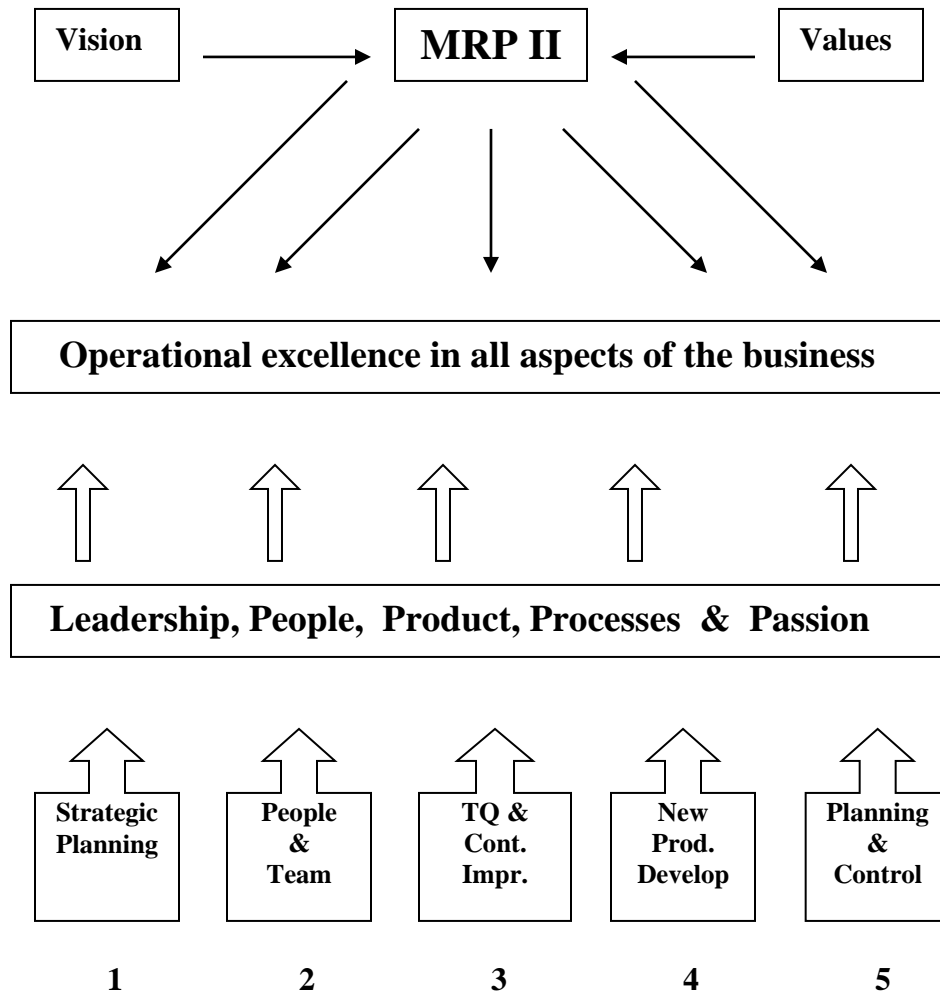 Vision
MRP II
Values
Operational excellence in all aspects of the business
Leadership, People, Product, Processes & Passion
Strategic
Planning
People
&
Team
TQ &
Cont.
Impr.
New
Prod.
Develop
Planning
&
Control
1
2
3
4
5